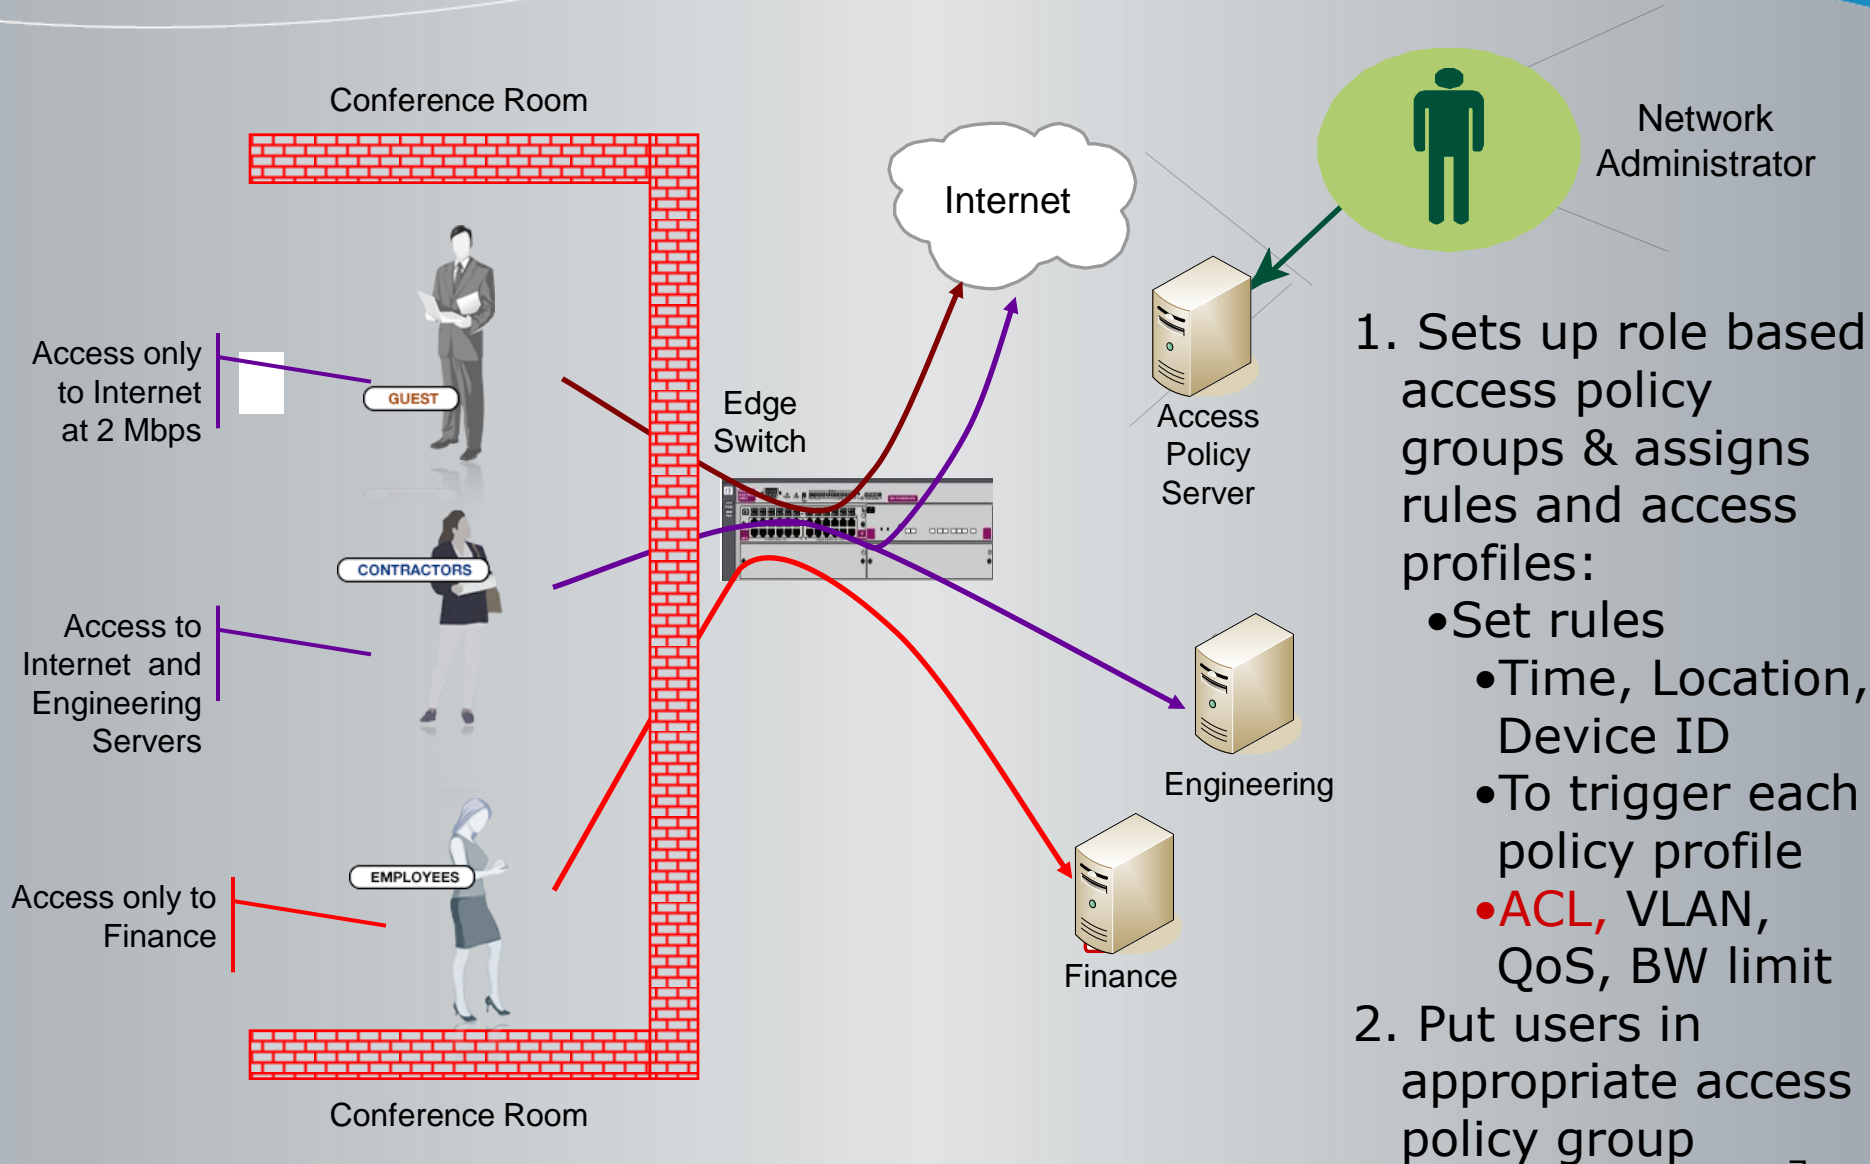 Conference Room
Internet
Network
Administrator
Access only
to Internet
at 2 Mbps
GUEST
Edge
Switch
Access
Policy
Server
CONTRACTORS
Access to
Internet and
Engineering
Servers
Engineering
EMPLOYEES
Access only to
Finance
Finance
Conference Room
1. Sets up role based
access policy
groups & assigns
rules and access
profiles:
•Set rules
•Time, Location,
Device ID
•To trigger each
policy profile
•ACL, VLAN,
QoS, BW limit
2. Put users in
appropriate access
policy group